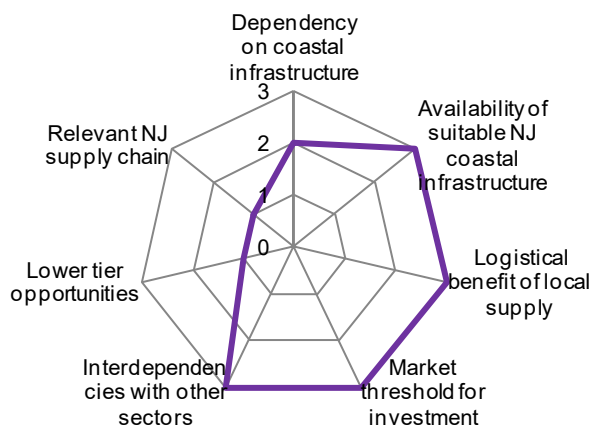 Dependency
on coastal
infrastructure
3
2
1
0
Availability of
suitable NJ
coastal
infrastructure
Logistical
benefit of local
supply
Market
threshold for
investment
Interdependen
cies with other
sectors
Lower tier
opportunities
Relevant NJ
supply chain